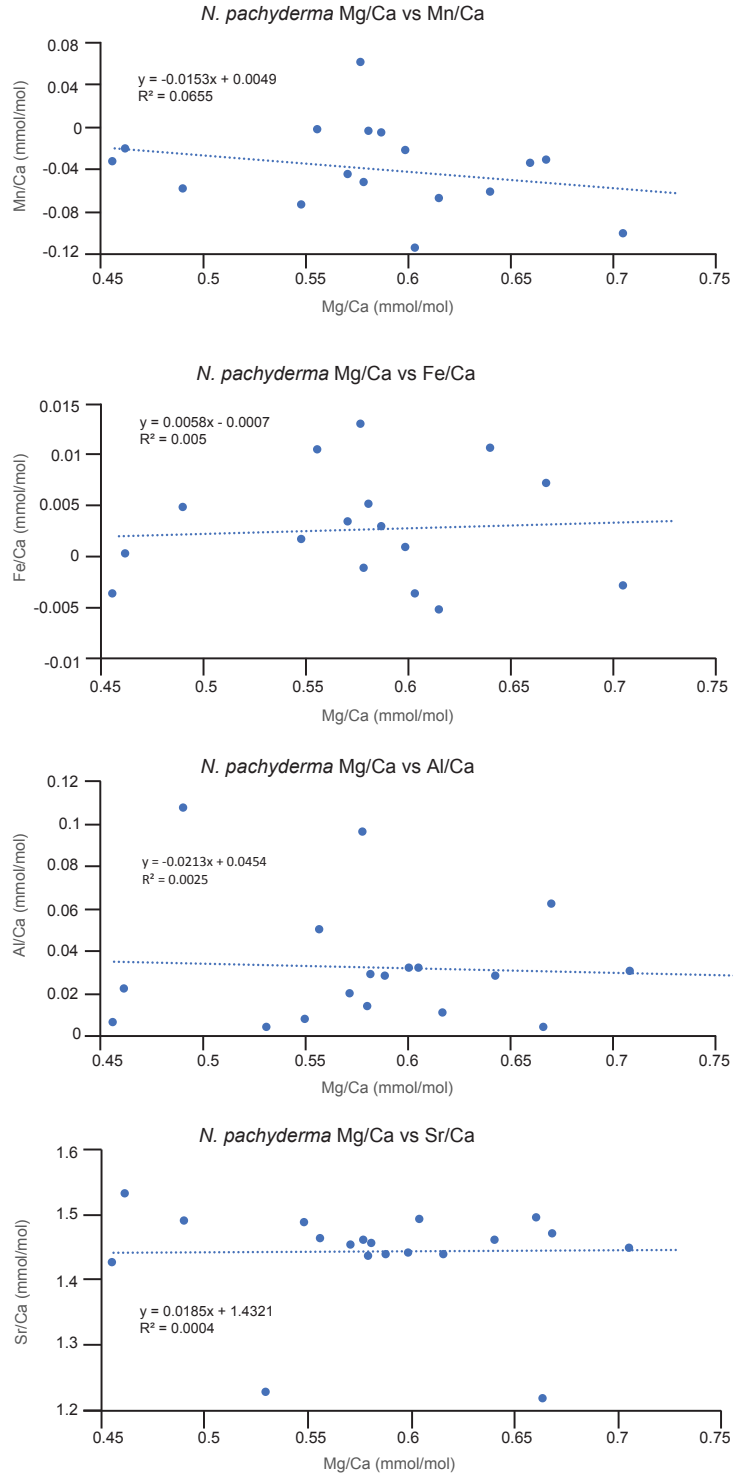 N. pachyderma Mg/Ca vs Mn/Ca
0.08
0.04
0
-0.04
-0.08
-0.12
Mn/Ca (mmol/mol)
y = -0.0153x + 0.0049
R² = 0.0655
0.45 0.5 0.55 0.6 0.65 0.7 0.75
Mg/Ca (mmol/mol)
N. pachyderma Mg/Ca vs Fe/Ca
0.015
0.01
0.005
0
-0.005
-0.01
Fe/Ca (mmol/mol)
y = 0.0058x - 0.0007
R² = 0.005
0.45 0.5 0.55 0.6 0.65 0.7 0.75
Mg/Ca (mmol/mol)
N. pachyderma Mg/Ca vs Al/Ca
0.12
0.1
0.08
0.06
0.04
0.02
0
Al/Ca (mmol/mol)
y = -0.0213x + 0.0454
R² = 0.0025
0.45 0.5 0.55 0.6 0.65 0.7 0.75
Mg/Ca (mmol/mol)
N. pachyderma Mg/Ca vs Sr/Ca
1.6
1.5
1.4
1.3
1.2
Sr/Ca (mmol/mol)
y = 0.0185x + 1.4321
R² = 0.0004
0.45 0.5 0.55 0.6 0.65 0.7 0.75
Mg/Ca (mmol/mol)